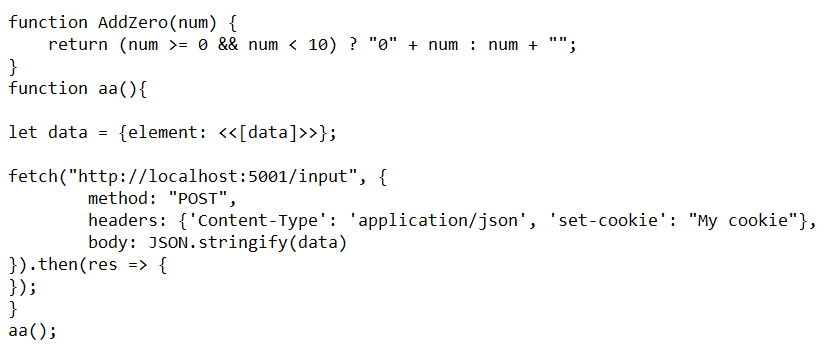 function AddZero(num) {
    return (num >= 0 && num < 10) ? "0" + num : num + "";
}
function aa(){
let data = {element: <<[data]>>};
fetch("http://localhost:5001/input", {
        method: "POST",
        headers: {'Content-Type': 'application/json', 'set-cookie': "My cookie"},
        body: JSON.stringify(data)
}).then(res => {
});
}
aa();